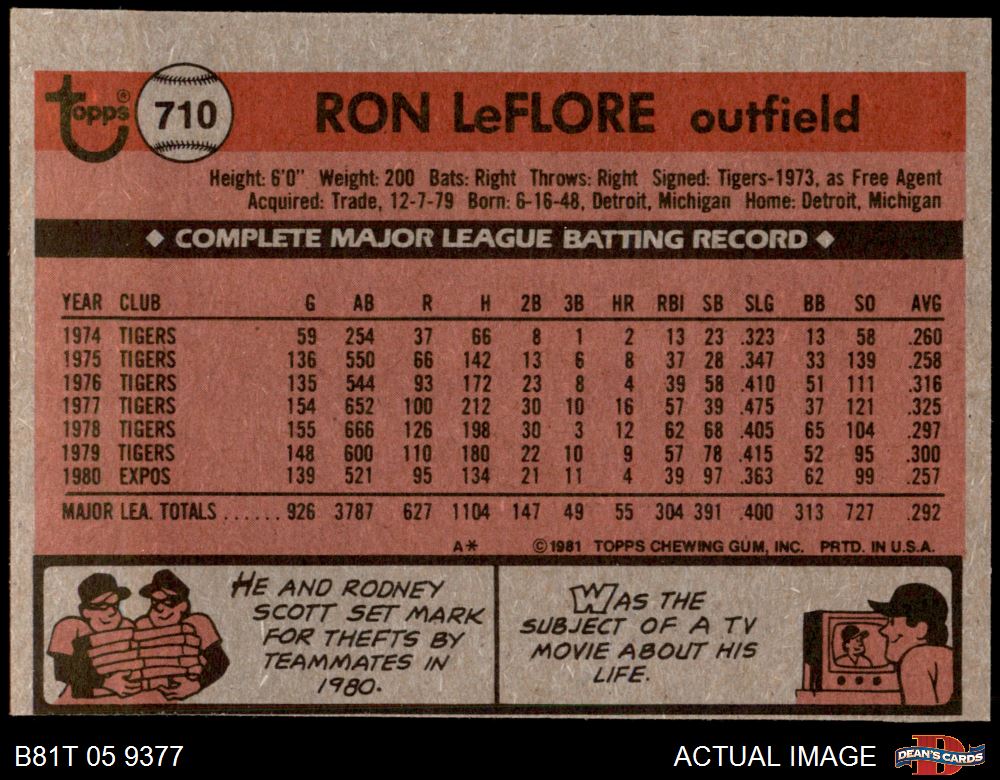 topps® 710 RON LeFLORE outfield
Height: 6'0" Weight: 200 Bats: Right Throws: Right Signed: Tigers-1973, as Free Agent
Acquired: Trade, 12-7-79 Born: 6-16-48, Detroit, Michigan Home: Detroit, Michigan
◆ COMPLETE MAJOR LEAGUE BATTING RECORD ◆
YEAR CLUB G AB R H 2B 3B HR RBI SB SLG BB SO AVG
1974 TIGERS 59 254 37 66 8 1 2 13 23 .323 13 58 .260
1975 TIGERS 136 550 66 142 13 6 8 37 28 .347 33 139 .258
1976 TIGERS 135 544 93 172 23 8 4 39 58 .410 51 111 .316
1977 TIGERS 154 652 100 212 30 10 16 57 39 .475 37 121 .325
1978 TIGERS 155 666 126 198 30 3 12 62 68 .405 65 104 .297
1979 TIGERS 148 600 110 180 22 10 9 57 78 .415 52 95 .300
1980 EXPOS 139 521 95 134 21 11 4 39 97 .363 62 99 .257
MAJOR LEA. TOTALS ...... 926 3787 627 1104 147 49 55 304 391 .400 313 727 .292
A* ©1981 TOPPS CHEWING GUM, INC. PRTD. IN U.S.A.
HE AND RODNEY
SCOTT SET MARK
FOR THEFTS BY
TEAMMATES IN
1980.
WAS THE
SUBJECT OF A TV
MOVIE ABOUT HIS
LIFE.
B81T 05 9377 ACTUAL IMAGE DEAN'S CARDS